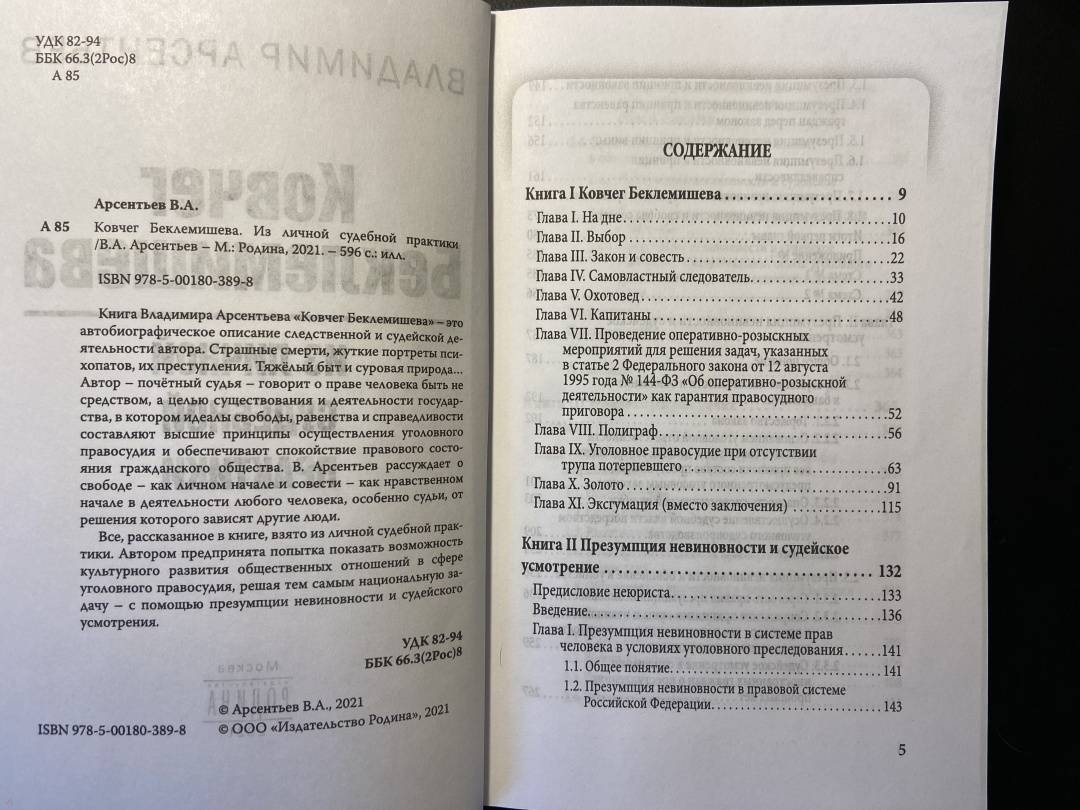 УДК 82-94
ББК 66.3(2Рос)8
А 85
Арсентьев В.А.
А 85 Ковчег Беклемишева. Из личной судебной практики
/В.А. Арсентьев – М.: Родина, 2021. – 596 с.: илл.
ISBN 978-5-00180-389-8
Книга Владимира Арсентьева «Ковчег Беклемишева» – это
автобиографическое описание следственной и судейской де-
ятельности автора. Страшные смерти, жуткие портреты пси-
хопатов, их преступления. Тяжёлый быт и суровая природа...
Автор – почётный судья – говорит о праве человека быть не
средством, а целью существования и деятельности государ-
ства, в котором идеалы свободы, равенства и справедливости
составляют высшие принципы осуществления уголовного
правосудия и обеспечивают спокойствие правового состо-
яния гражданского общества. В. Арсентьев рассуждает о
свободе – как личном начале и совести – как нравственном
начале в деятельности любого человека, особенно судьи, от
решения которого зависят другие люди.
Все, рассказанное в книге, взято из личной судебной прак-
тики. Автором предпринята попытка показать возможность
культурного развития общественных отношений в сфере
уголовного правосудия, решая тем самым национальную за-
дачу – с помощью презумпции невиновности и судейского
усмотрения.
УДК 82-94
ББК 66.3(2Рос)8
© Арсентьев В.А., 2021
ISBN 978-5-00180-389-8 © ООО «Издательство Родина», 2021
СОДЕРЖАНИЕ
Книга I Ковчег Беклемишева 9
Глава I. На дне 10
Глава II. Выбор 16
Глава III. Закон и совесть 22
Глава IV. Самовластный следователь 33
Глава V. Охотовед 42
Глава VI. Капитаны 48
Глава VII. Проведение оперативно-розыскных
мероприятий для решения задач, указанных
в статье 2 Федерального закона от 12 августа
1995 года № 144-ФЗ «Об оперативно-розыскной
деятельности» как гарантия правосудного
приговора 52
Глава VIII. Полиграф 56
Глава IX. Уголовное правосудие при отсутствии
трупа потерпевшего 63
Глава X. Золото 91
Глава XI. Эксгумация (вместо заключения) 115
Книга II Презумпция невиновности и судейское
усмотрение 132
Предисловие неюриста 133
Введение 136
Глава I. Презумпция невиновности в системе прав
человека в условиях уголовного преследования 141
1.1. Общее понятие 141
1.2. Презумпция невиновности в правовой системе
Российской Федерации 143
5